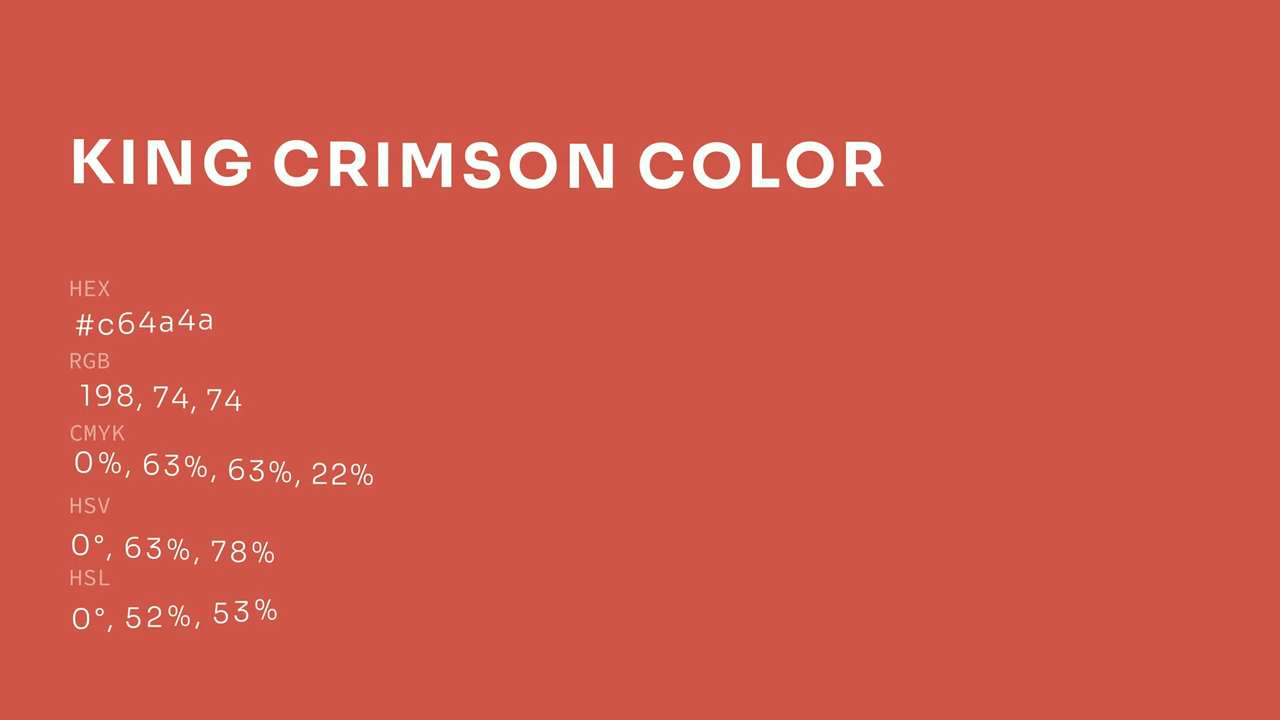 KING CRIMSON COLOR
HEX
#c64a4a
RGB
198, 74, 74
CMYK
0%, 63%, 63%, 22%
HSV
0°, 63%, 78%
HSL
0°, 52%, 53%